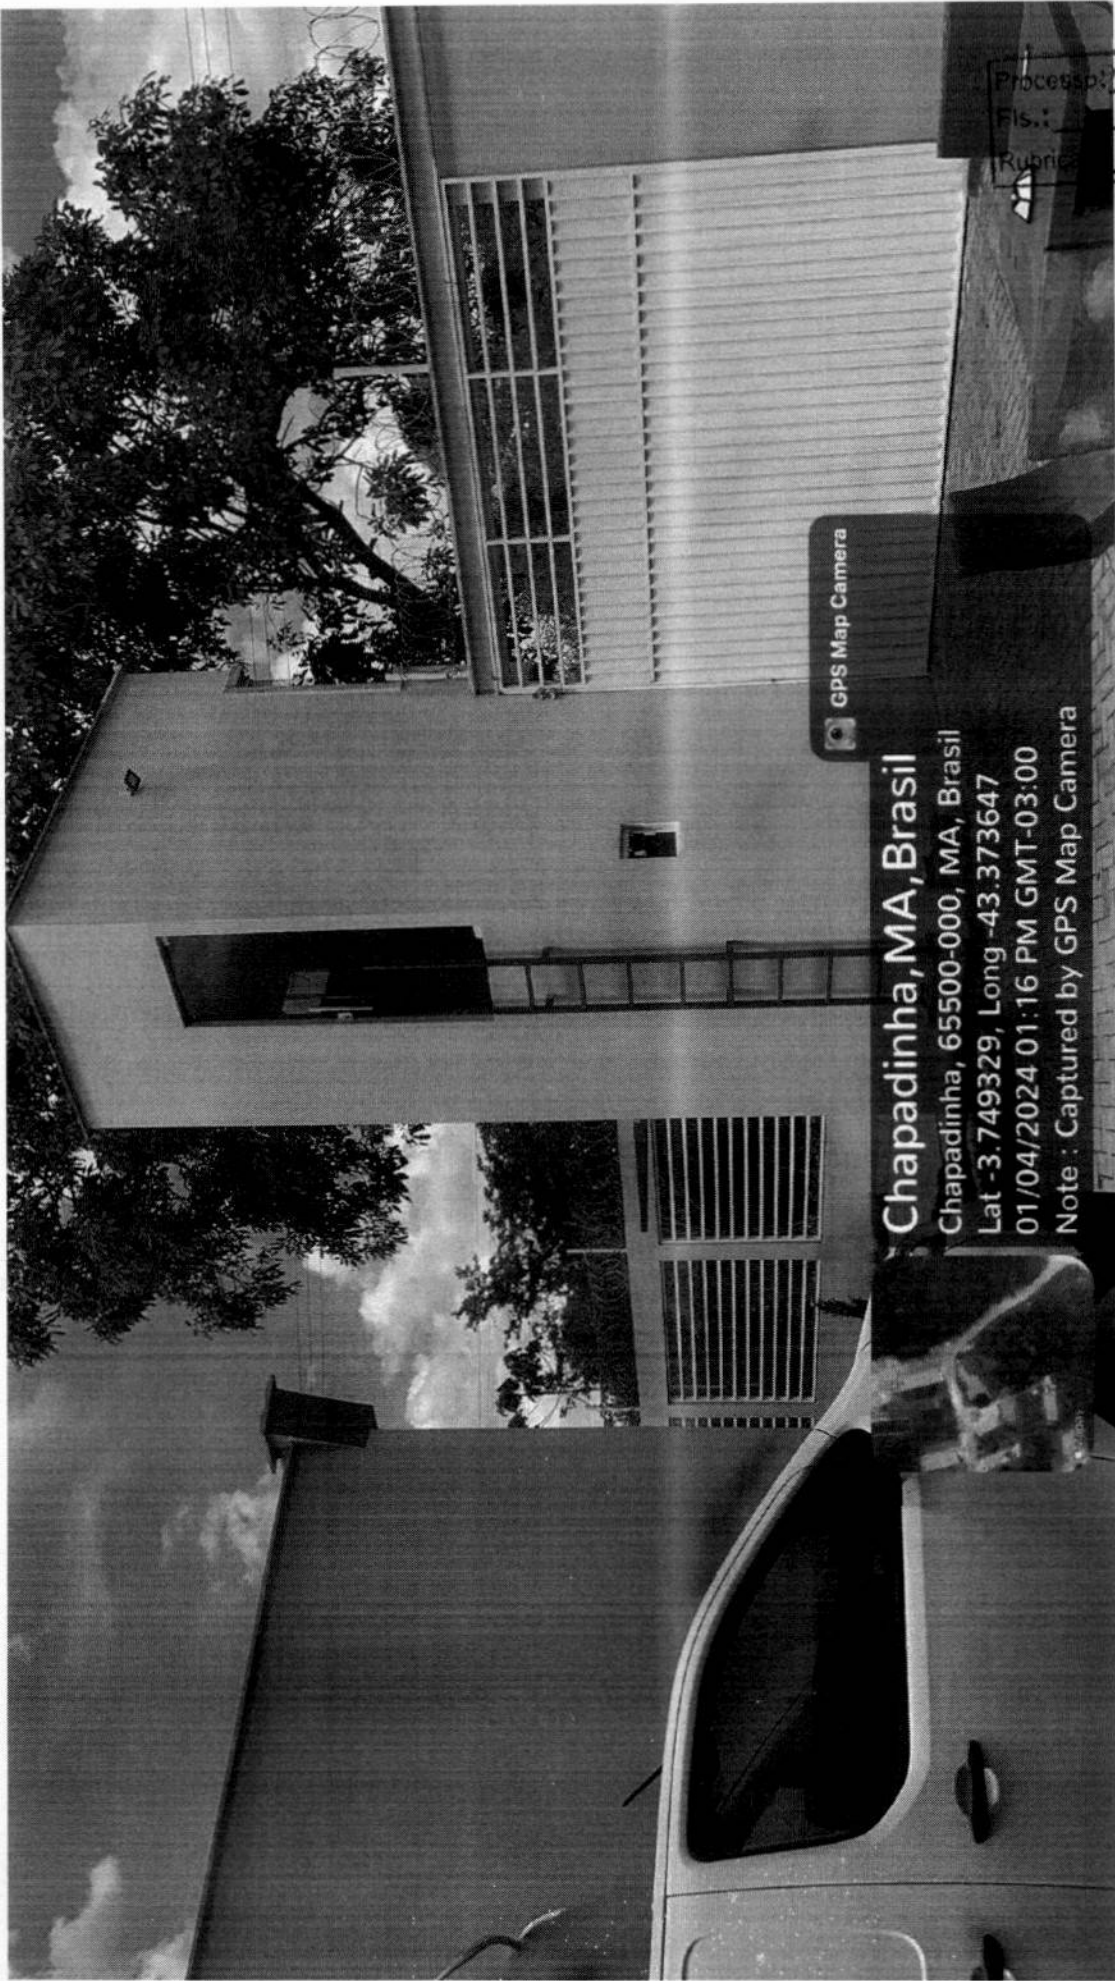 GPS Map Camera
Chapadinha,MA,Brasil
Chapadinha, 65500-000, MA, Brasil
Lat -3.749329, Long -43.373647
01/04/2024 01:16 PM GMT-03:00
Note : Captured by GPS Map Camera
Processo:
Fls.: